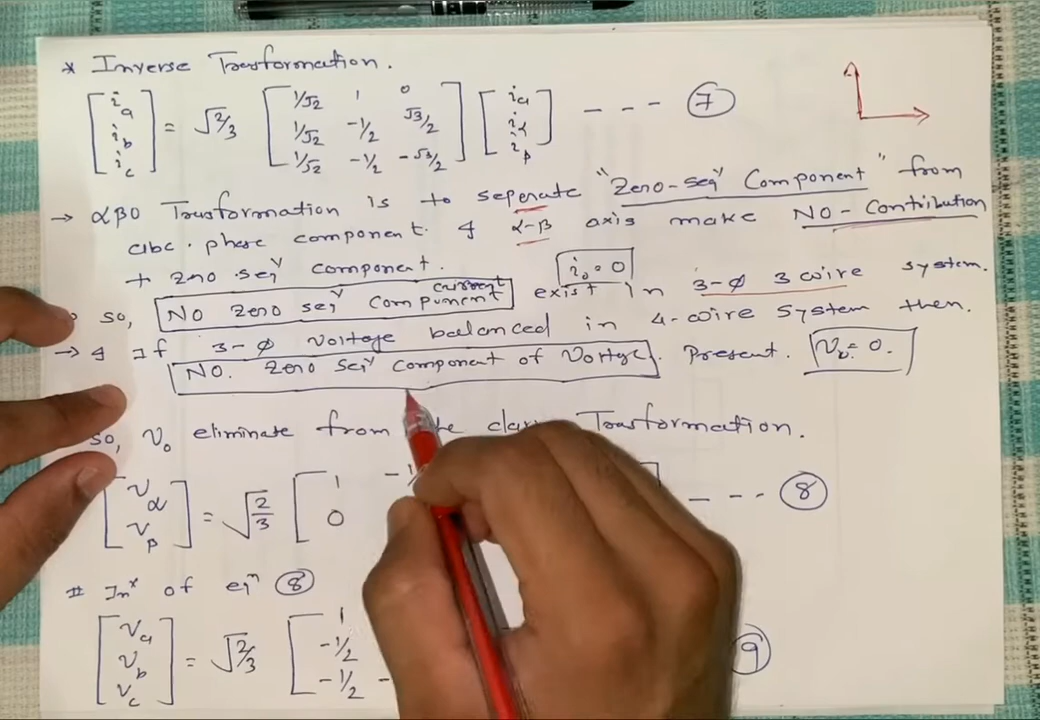 * Inverse Transformation.
[ia ib ic] = √2/3 [1/√2 1 0 1/√2 -1/2 √3/2 1/√2 -1/2 -√3/2] [ia iα iβ] --- (7)
→ αβ0 Transformation is to seperate "Zero-seqʸ Component" from
abc. phase component. & α-β axis make NO-Contribution
+ zero seqʸ component.
i₀=0
current
so, NO zero seqʸ component exist in 3-φ 3 wire system.
→ & If 3-φ voltage balanced in 4-wire system then.
NO. zero seqʸ component of Voltage. Present. V₀=0.
so, V₀ eliminate from the Transformation.
[Vα Vβ] = √2/3 [1 0 --- (8)
# Inˣ of eqⁿ (8)
[Va Vb Vc] = √2/3 [1 -1/2 -1/2 (9)